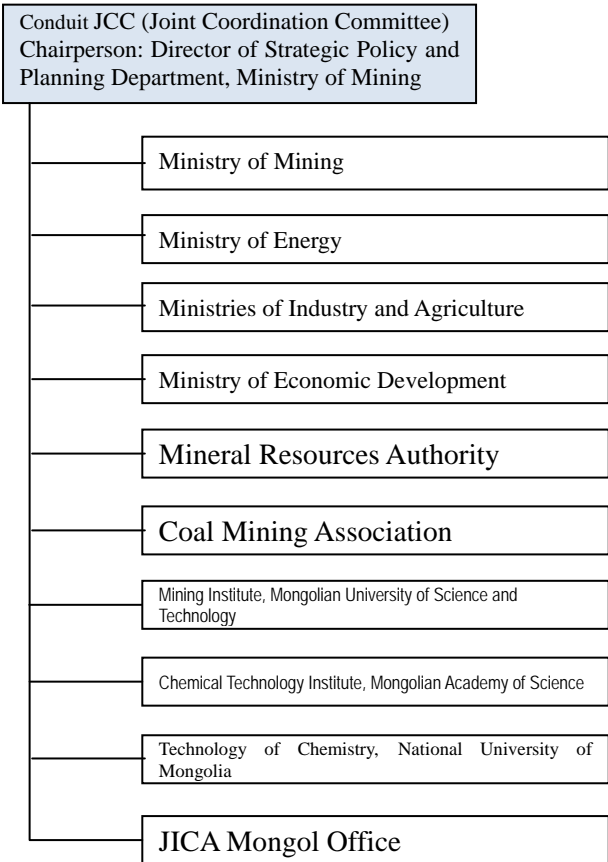 Conduit JCC (Joint Coordination Committee)
Chairperson: Director of Strategic Policy and
Planning Department, Ministry of Mining
Ministry of Mining
Ministry of Energy
Ministries of Industry and Agriculture
Ministry of Economic Development
Mineral Resources Authority
Coal Mining Association
Mining Institute, Mongolian University of Science and
Technology
Chemical Technology Institute, Mongolian Academy of Science
Technology of Chemistry, National University of
Mongolia
JICA Mongol Office